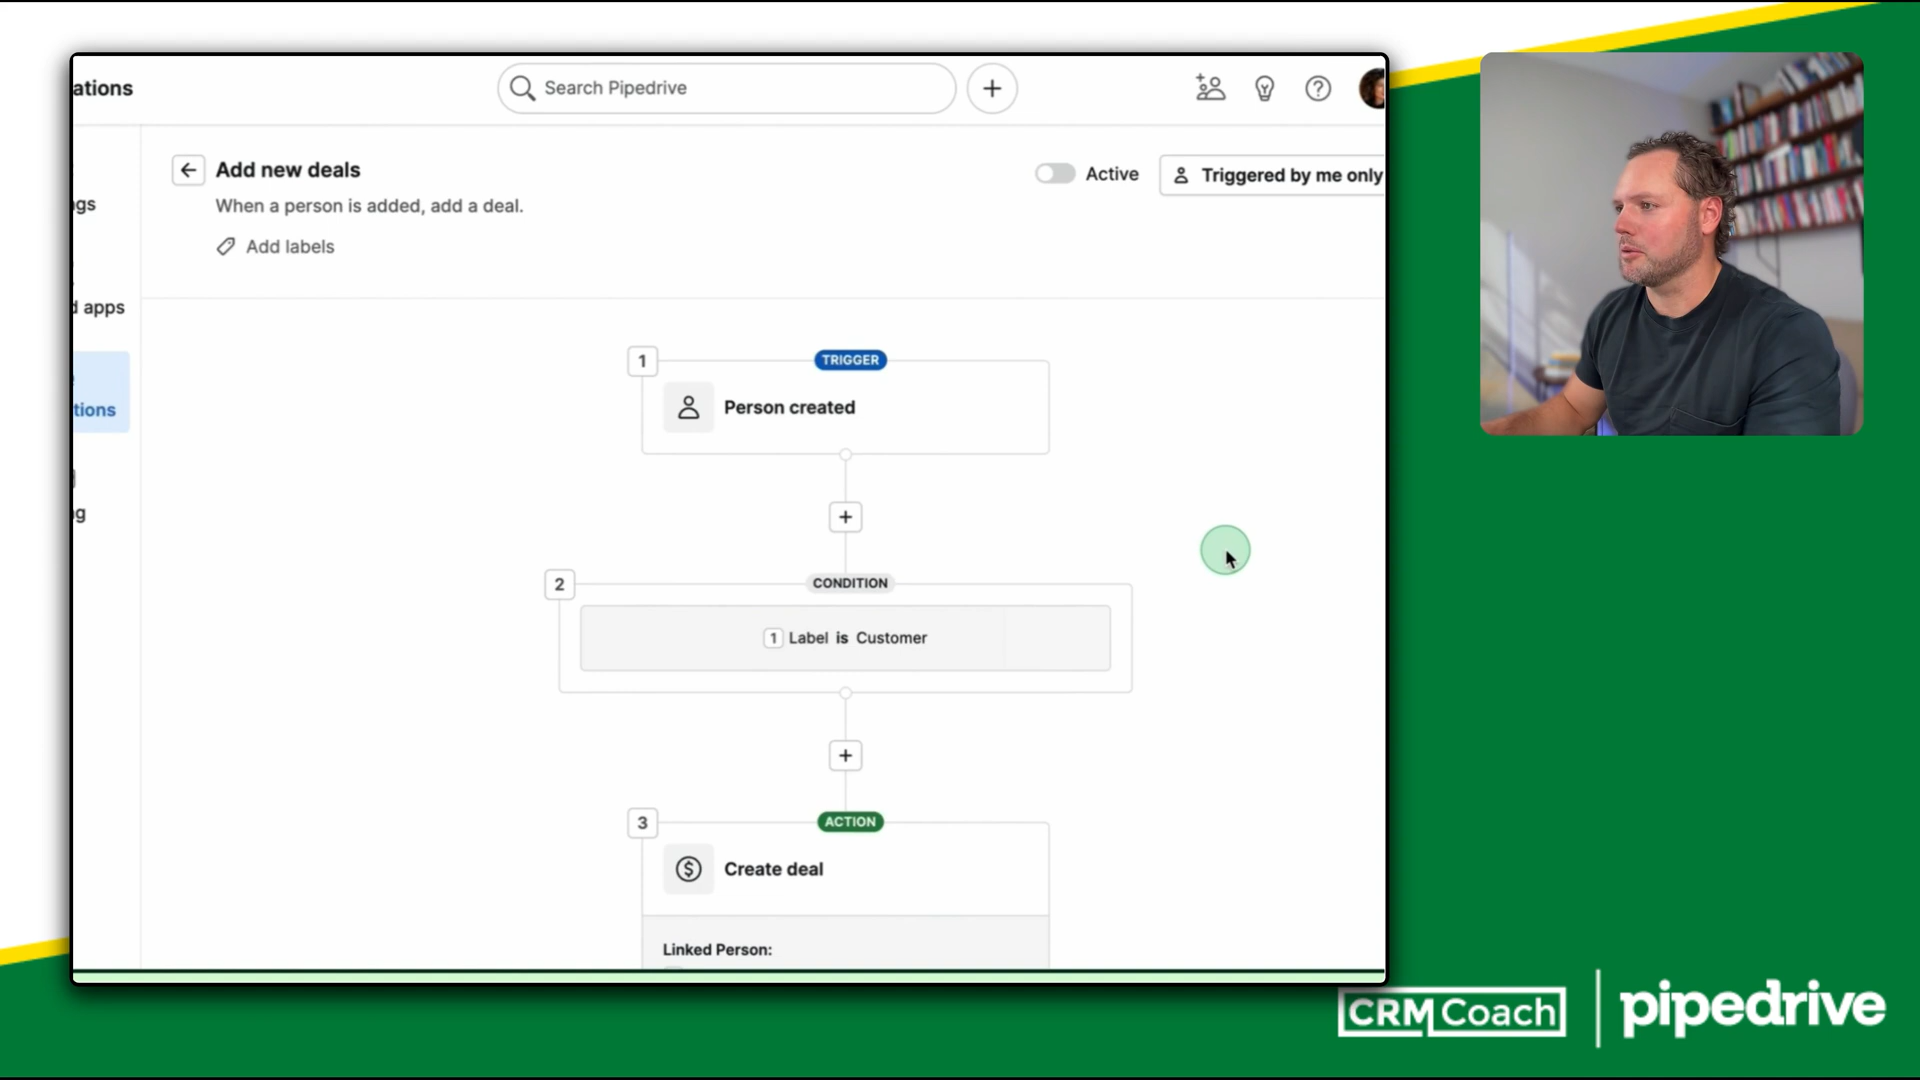 ations
Search Pipedrive
Add new deals
Active
Triggered by me only
When a person is added, add a deal.
Add labels
gs
d apps
tions
g
1
TRIGGER
Person created
2
CONDITION
1 Label is Customer
3
ACTION
Create deal
Linked Person:
CRM Coach
pipedrive